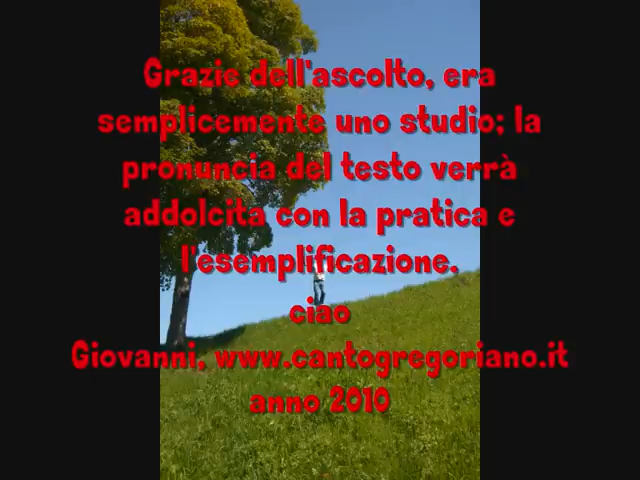 Grazie dell'ascolto, era
semplicemente uno studio; la
pronuncia del testo verrà
addolcita con la pratica e
l'esemplificazione.
ciao
Giovanni, www.cantogregoriano.it
anno 2010